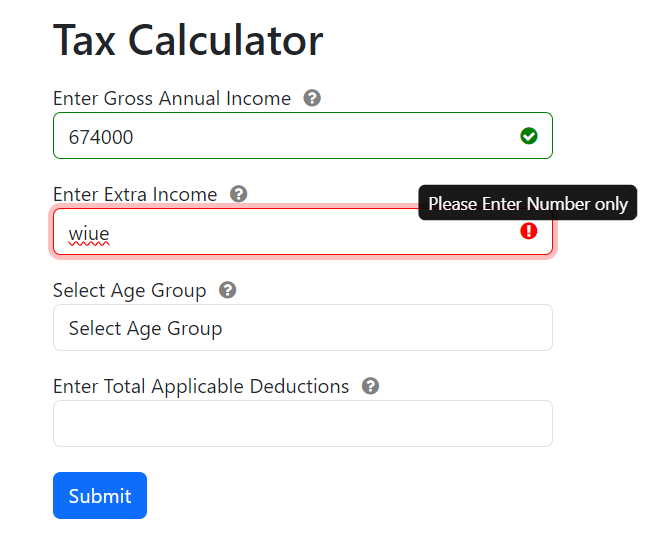 Tax Calculator
Enter Gross Annual Income
674000
Enter Extra Income
Please Enter Number only
wiue
Select Age Group
Select Age Group
Enter Total Applicable Deductions
Submit